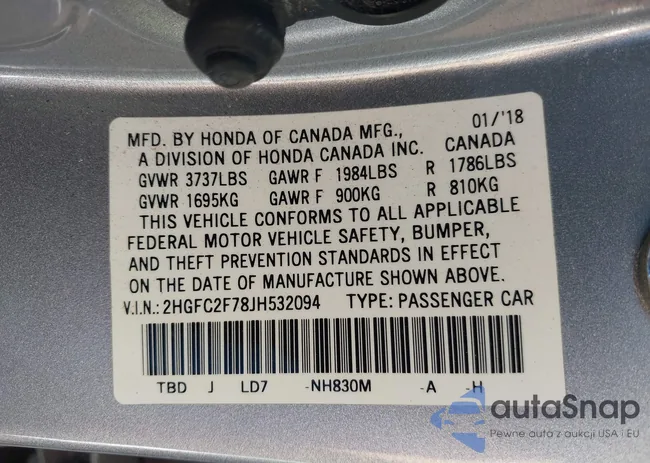 01/'18
MFD. BY HONDA OF CANADA MFG.,
A DIVISION OF HONDA CANADA INC. CANADA
GVWR 3737LBS GAWR F 1984LBS R 1786LBS
GVWR 1695KG GAWR F 900KG R 810KG
THIS VEHICLE CONFORMS TO ALL APPLICABLE
FEDERAL MOTOR VEHICLE SAFETY, BUMPER,
AND THEFT PREVENTION STANDARDS IN EFFECT
ON THE DATE OF MANUFACTURE SHOWN ABOVE.
V.I.N.: 2HGFC2F78JH532094 TYPE: PASSENGER CAR
TBD J LD7 -NH830M -A -H
autaSnap
Pewne auta z aukcji USA i EU